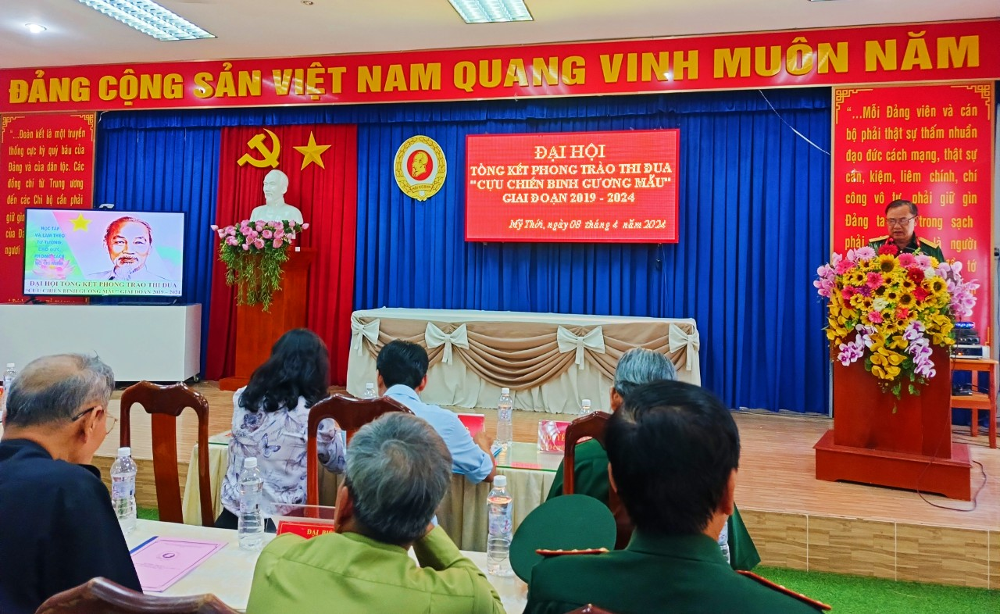 ĐẢNG CỘNG SẢN VIỆT NAM QUANG VINH MUÔN NĂM
"...Đoàn kết là một truyền
thống cực kỳ quý báu của
Đảng và của dân tộc. Các
đồng chí từ Trung ương
đến các Chi bộ cần phải
giữ gìn
của Đ
người
HỌC TẬP
VÀ LÀM THEO
TƯ TƯỞNG,
ĐẠO ĐỨC,
PHONG CÁCH
HỒ CHÍ MINH
ĐẠI HỘI TỔNG KẾT PHONG TRÀO THI ĐUA
"CỰU CHIẾN BINH GƯƠNG MẪU" GIAI ĐOẠN 2019 - 2024
HỘI CCBVN
ĐẠI HỘI
TỔNG KẾT PHONG TRÀO THI ĐUA
"CỰU CHIẾN BINH GƯƠNG MẪU"
GIAI ĐOẠN 2019 - 2024
Mỹ Thới, ngày 08 tháng 4 năm 2024
"...Mỗi Đảng viên và cán
bộ phải thật sự thấm nhuần
đạo đức cách mạng, thật sự
cần, kiệm, liêm chính, chí
công vô tư, phải giữ gìn
Đảng ta trong sạch
phải là người
tớ
ĐẠI BI